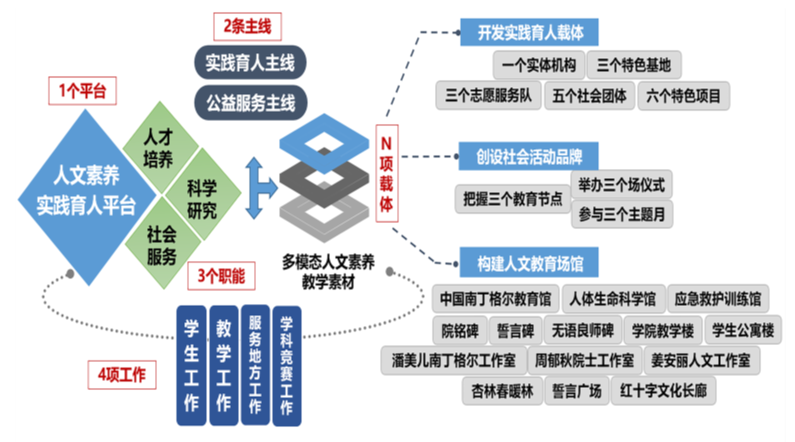 2条主线
实践育人主线
公益服务主线
1个平台
人文素养
实践育人平台
人才
培养
科学
研究
社会
服务
3个职能
多模态人文素养
教学素材
N
项
载
体
4项工作
学生工作
教学工作
服务地方工作
学科竞赛工作
开发实践育人载体
一个实体机构
三个特色基地
三个志愿服务队
五个社会团体
六个特色项目
创设社会活动品牌
把握三个教育节点
举办三个场仪式
参与三个主题月
构建人文教育场馆
中国南丁格尔教育馆
人体生命科学馆
应急救护训练馆
院铭碑
誓言碑
无语良师碑
学院教学楼
学生公寓楼
潘美儿南丁格尔工作室
周郁秋院士工作室
姜安丽人文工作室
杏林春暖林
誓言广场
红十字文化长廊